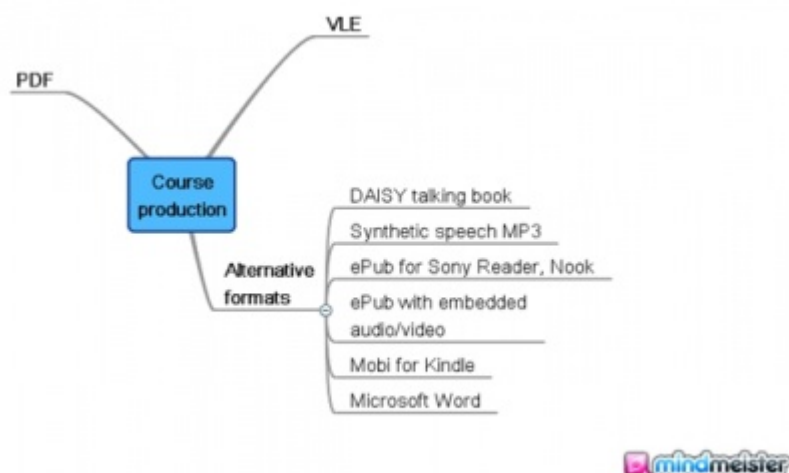 VLE
PDF
Course
production
Alternative
formats
DAISY talking book
Synthetic speech MP3
ePub for Sony Reader, Nook
ePub with embedded
audio/video
Mobi for Kindle
Microsoft Word
mindmeister